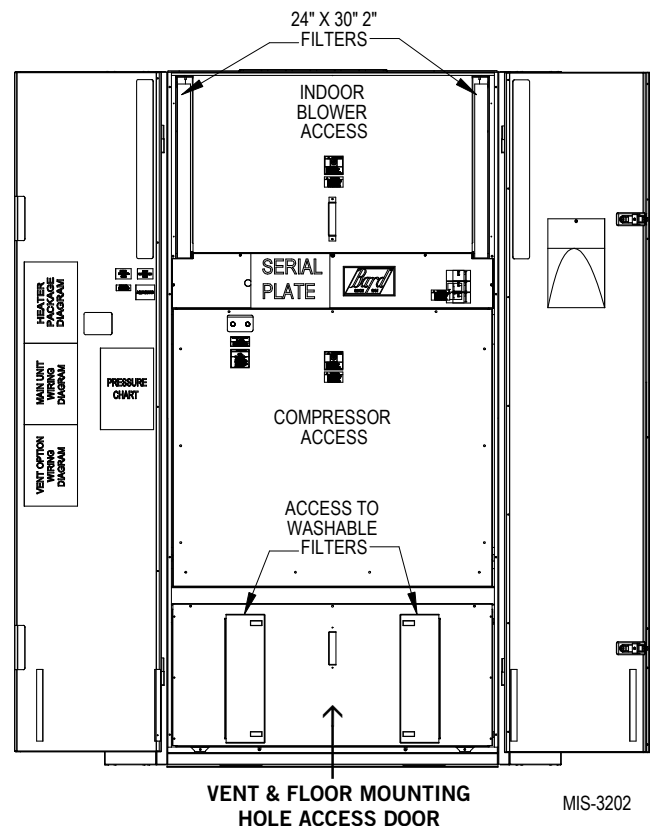 24" X 30" 2"
FILTERS
INDOOR
BLOWER
ACCESS
SERIAL
PLATE
Bard
HEATER
PACKAGE
DIAGRAM
MAIN UNIT
WIRING
DIAGRAM
VENT OPTION
WIRING
DIAGRAM
PRESSURE
CHART
COMPRESSOR
ACCESS
ACCESS TO
WASHABLE
FILTERS
VENT & FLOOR MOUNTING
HOLE ACCESS DOOR
MIS-3202